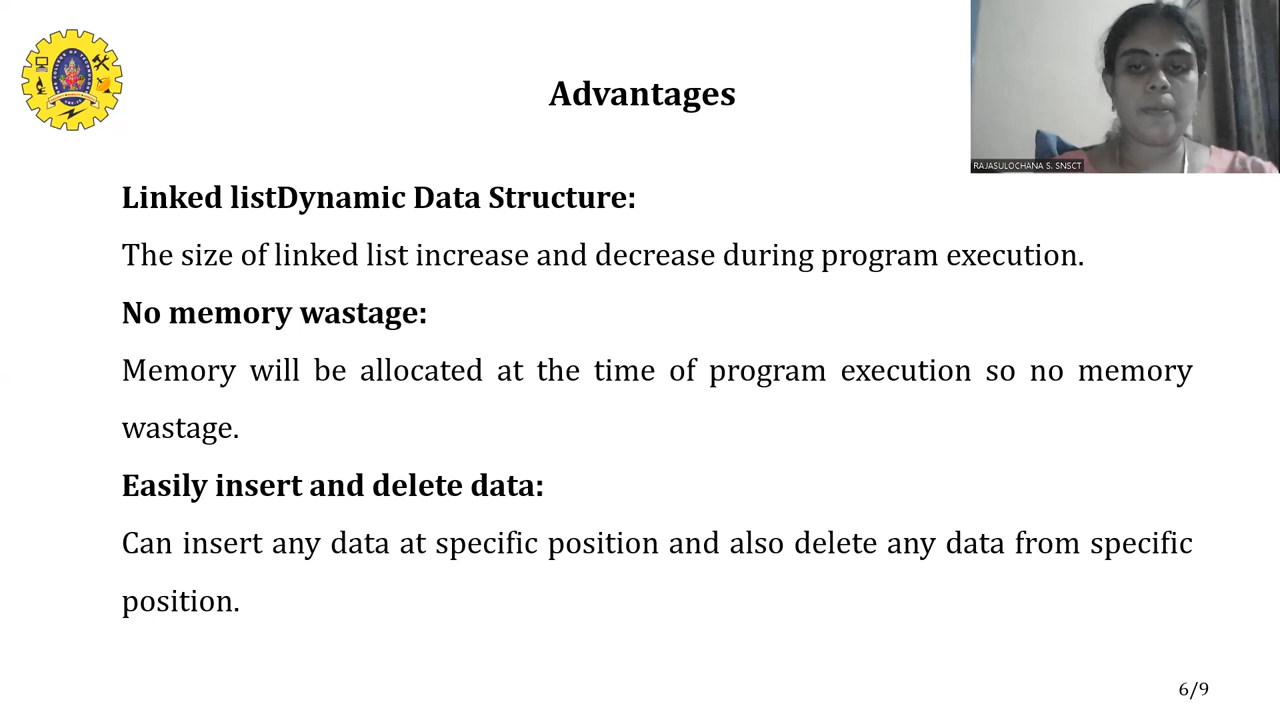 Advantages
RAJASULOCHANA S. SNSCT
Linked listDynamic Data Structure:
The size of linked list increase and decrease during program execution.
No memory wastage:
Memory will be allocated at the time of program execution so no memory
wastage.
Easily insert and delete data:
Can insert any data at specific position and also delete any data from specific
position.
6/9